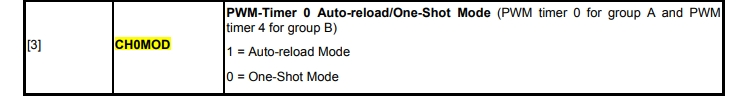 PWM-Timer 0 Auto-reload/One-Shot Mode (PWM timer 0 for group A and PWM
timer 4 for group B)
[3]
CH0MOD
1 = Auto-reload Mode
0 = One-Shot Mode